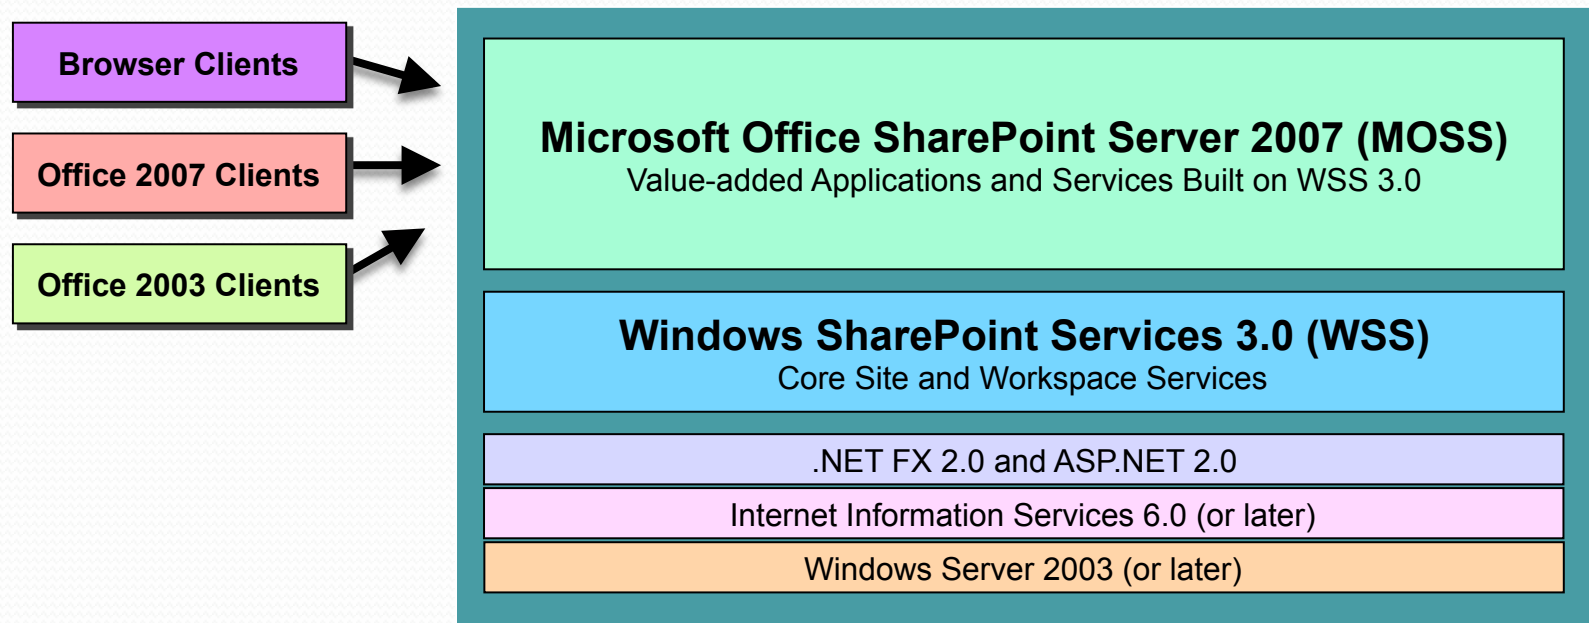 Browser Clients
Office 2007 Clients
Office 2003 Clients
Microsoft Office SharePoint Server 2007 (MOSS)
Value-added Applications and Services Built on WSS 3.0
Windows SharePoint Services 3.0 (WSS)
Core Site and Workspace Services
.NET FX 2.0 and ASP.NET 2.0
Internet Information Services 6.0 (or later)
Windows Server 2003 (or later)